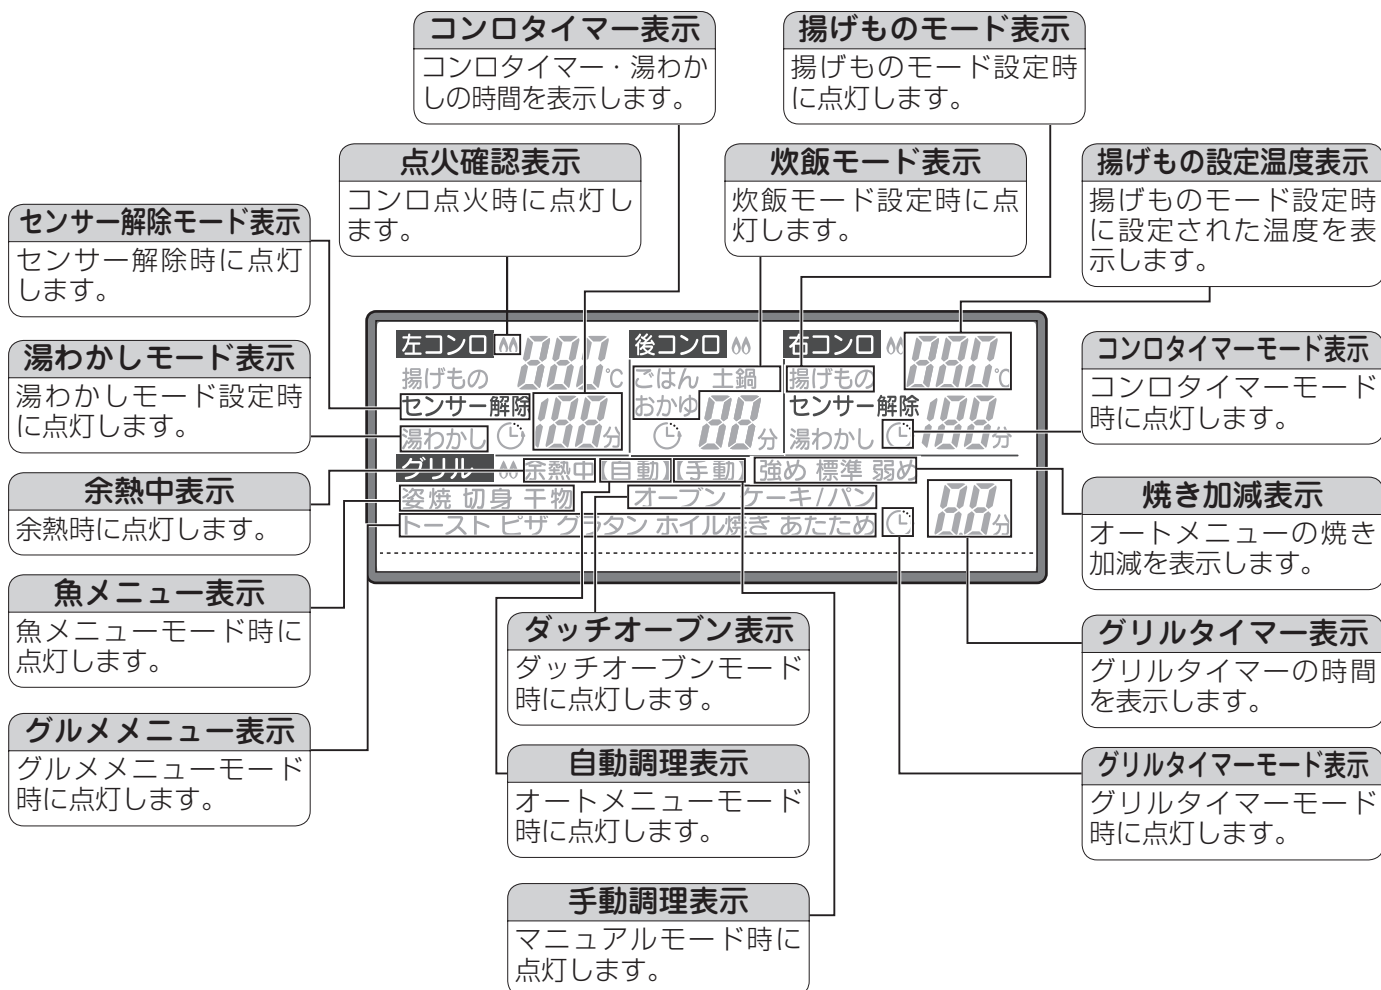 コンロタイマー表示
コンロタイマー・湯わか
しの時間を表示します。
揚げものモード表示
揚げものモード設定時
に点灯します。
点火確認表示
コンロ点火時に点灯し
ます。
炊飯モード表示
炊飯モード設定時に点
灯します。
揚げもの設定温度表示
揚げものモード設定時
に設定された温度を表
示します。
センサー解除モード表示
センサー解除時に点灯
します。
湯わかしモード表示
湯わかしモード設定時
に点灯します。
余熱中表示
余熱時に点灯します。
魚メニュー表示
魚メニューモード時に
点灯します。
グルメメニュー表示
グルメメニューモード
時に点灯します。
左コンロ 188
揚げもの ℃
センサー解除 188
湯わかし 分
後コンロ
ごはん 土鍋
おかゆ 88
分
右コンロ 188
揚げもの ℃
センサー解除 188
湯わかし 分
グリル 余熱中【自動】【手動】強め 標準 弱め
姿焼 切身 干物 オーブン ケーキ/パン
トースト ピザ グラタン ホイル焼き あたため 8.8分
コンロタイマーモード表示
コンロタイマーモード
時に点灯します。
焼き加減表示
オートメニューの焼き
加減を表示します。
グリルタイマー表示
グリルタイマーの時間
を表示します。
グリルタイマーモード表示
グリルタイマーモード
時に点灯します。
ダッチオーブン表示
ダッチオーブンモード
時に点灯します。
自動調理表示
オートメニューモード
時に点灯します。
手動調理表示
マニュアルモード時に
点灯します。